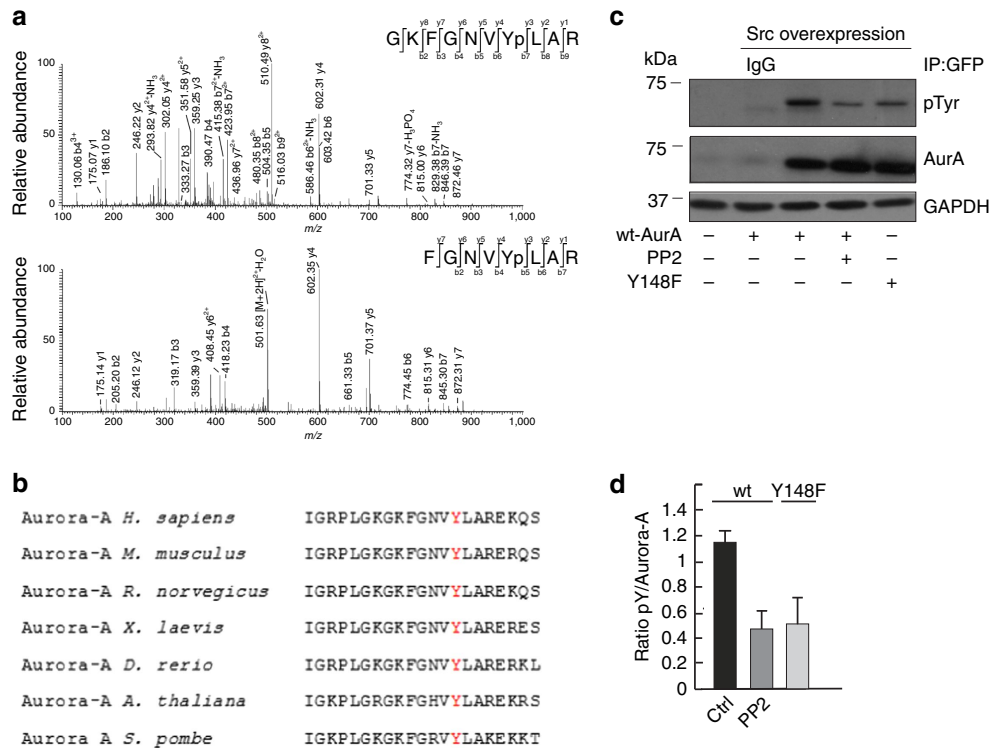 a
GKFGNVYpLAR
y8 y7 y6 y5 y4 y3 y2 y1
b2 b3 b4 b5 b6 b7 b8 b9
Relative abundance
100
50
0
130.06 b4³⁺
175.07 y1
186.10 b2
246.22 y2
293.82 y4²⁺-NH₃
302.05 y4²⁺
333.27 b3
351.58 y5²⁺
359.25 y3
390.47 b4
415.38 b7²⁺-NH₃
423.95 b7²⁺
436.96 y7²⁺
480.35 b8²⁺
504.35 b5
510.49 y8²⁺
516.03 b9²⁺
586.46 b6²⁺-NH₃
602.31 y4
603.42 b6
701.33 y5
774.32 y7-H₃PO₄
815.00 y6
829.38 b7-NH₃
846.39 b7
872.46 y7
100 200 300 400 500 600 700 800 900 1,000
m/z
FGNVYpLAR
y7 y6 y5 y4 y3 y2 y1
b2 b3 b4 b5 b6 b7
Relative abundance
100
50
0
175.14 y1
205.20 b2
246.12 y2
319.17 b3
359.39 y3
408.45 y6²⁺
418.23 b4
501.63 [M+2H]²⁺-H₂O
602.35 y4
661.33 b5
701.37 y5
774.45 b6
815.31 y6
845.30 b7
872.31 y7
100 200 300 400 500 600 700 800 900 1,000
m/z
b
Aurora-A H. sapiens IGRPLGKGKFGNVYLAREKQS
Aurora-A M. musculus IGRPLGKGKFGNVYLARERQS
Aurora-A R. norvegicus IGRPLGKGKFGNVYLAREKQS
Aurora-A X. laevis IGRPLGKGKFGNVYLARERES
Aurora-A D. rerio IGRPLGKGKFGNVYLARERKL
Aurora-A A. thaliana IGKPLGRGKFGHVYLAREKRS
Aurora A S. pombe IGKPLGKGKFGRVYLAKEKKT
c
Src overexpression
kDa
IgG
IP:GFP
75
pTyr
75
AurA
37
GAPDH
wt-AurA – + + + –
PP2 – – – + –
Y148F – – – – +
d
wt Y148F
Ratio pY/Aurora-A
1.4
1.2
1
0.8
0.6
0.4
0.2
0
Ctrl
PP2